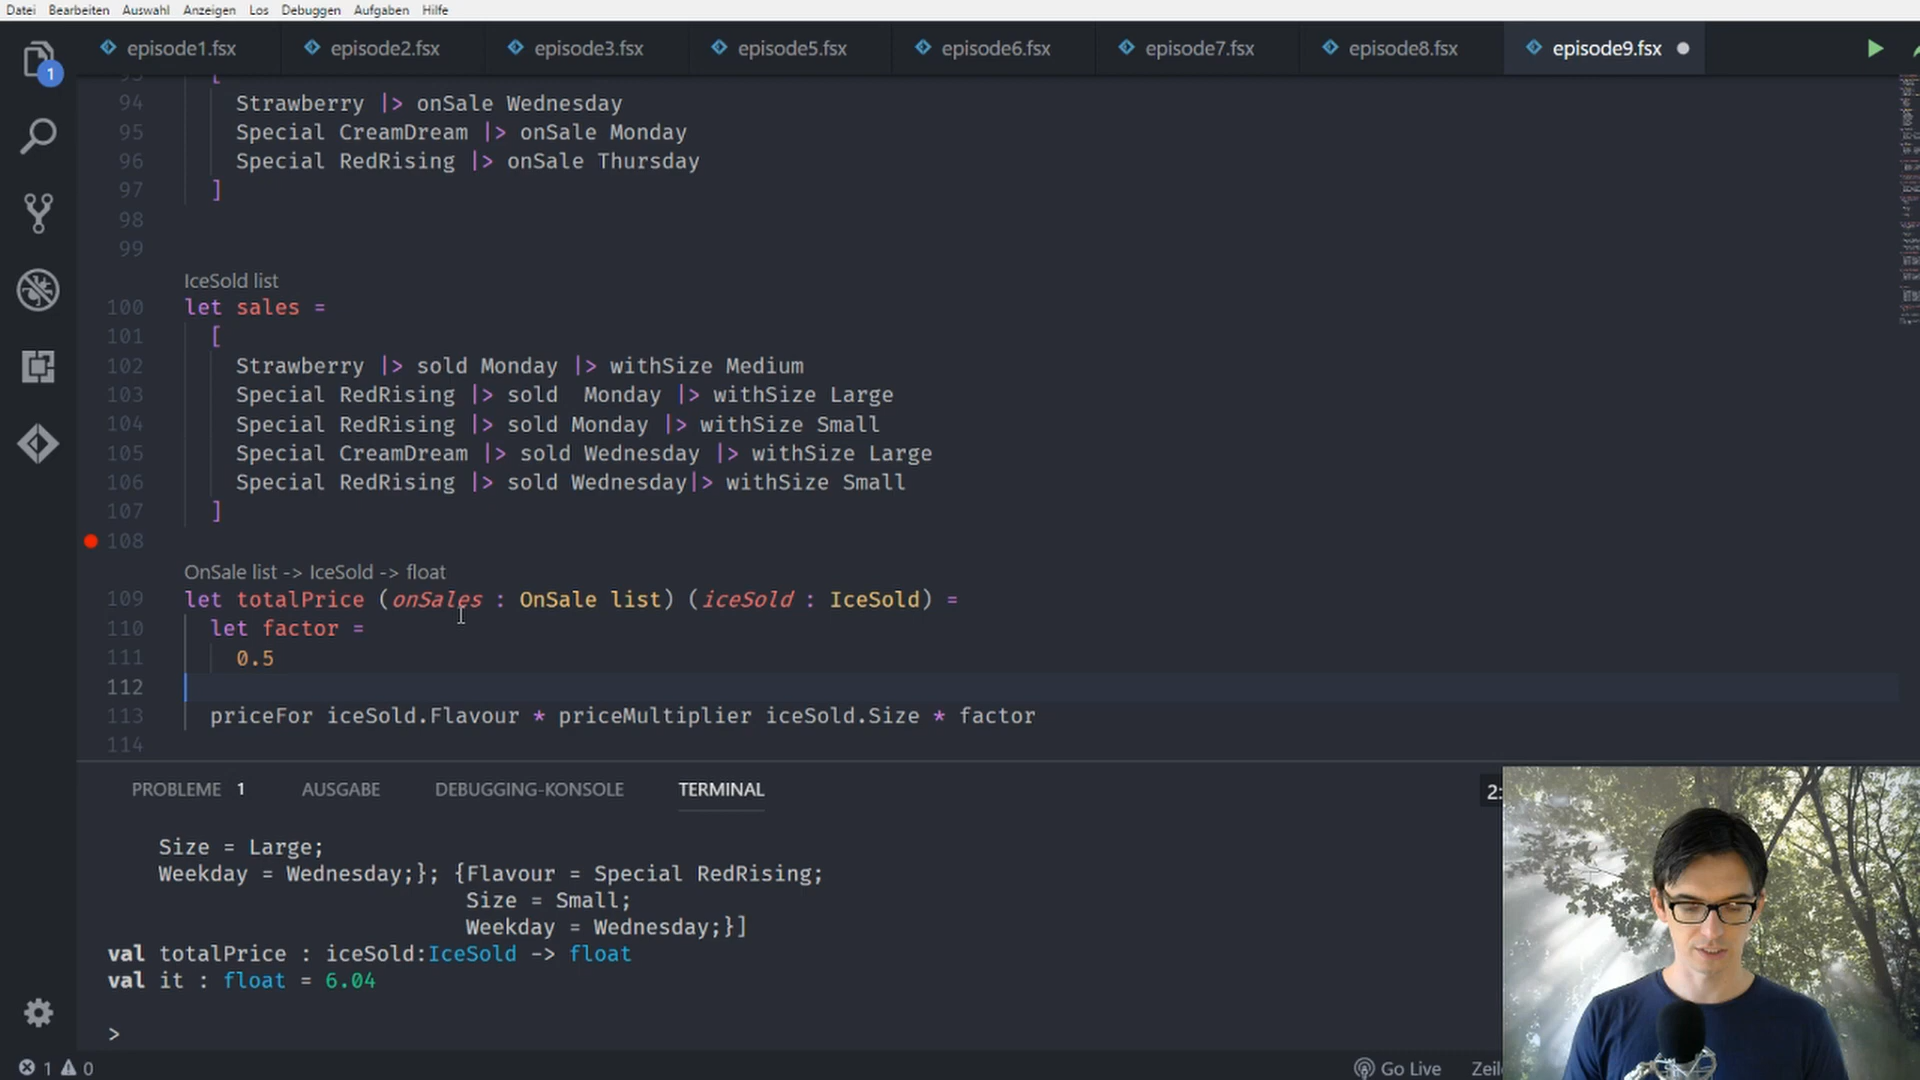 Datei Bearbeiten Auswahl Anzeigen Los Debuggen Aufgaben Hilfe
episode1.fsx episode2.fsx episode3.fsx episode5.fsx episode6.fsx episode7.fsx episode8.fsx episode9.fsx
1
93 [
94 Strawberry |> onSale Wednesday
95 Special CreamDream |> onSale Monday
96 Special RedRising |> onSale Thursday
97 ]
98
99
IceSold list
100 let sales =
101 [
102 Strawberry |> sold Monday |> withSize Medium
103 Special RedRising |> sold  Monday |> withSize Large
104 Special RedRising |> sold Monday |> withSize Small
105 Special CreamDream |> sold Wednesday |> withSize Large
106 Special RedRising |> sold Wednesday|> withSize Small
107 ]
108
OnSale list -> IceSold -> float
109 let totalPrice (onSales : OnSale list) (iceSold : IceSold) =
110 let factor =
111 0.5
112
113 priceFor iceSold.Flavour * priceMultiplier iceSold.Size * factor
114
PROBLEME 1 AUSGABE DEBUGGING-KONSOLE TERMINAL 2:
Size = Large;
Weekday = Wednesday;}; {Flavour = Special RedRising;
Size = Small;
Weekday = Wednesday;}]
val totalPrice : iceSold:IceSold -> float
val it : float = 6.04
>
1 0 Go Live Zeil